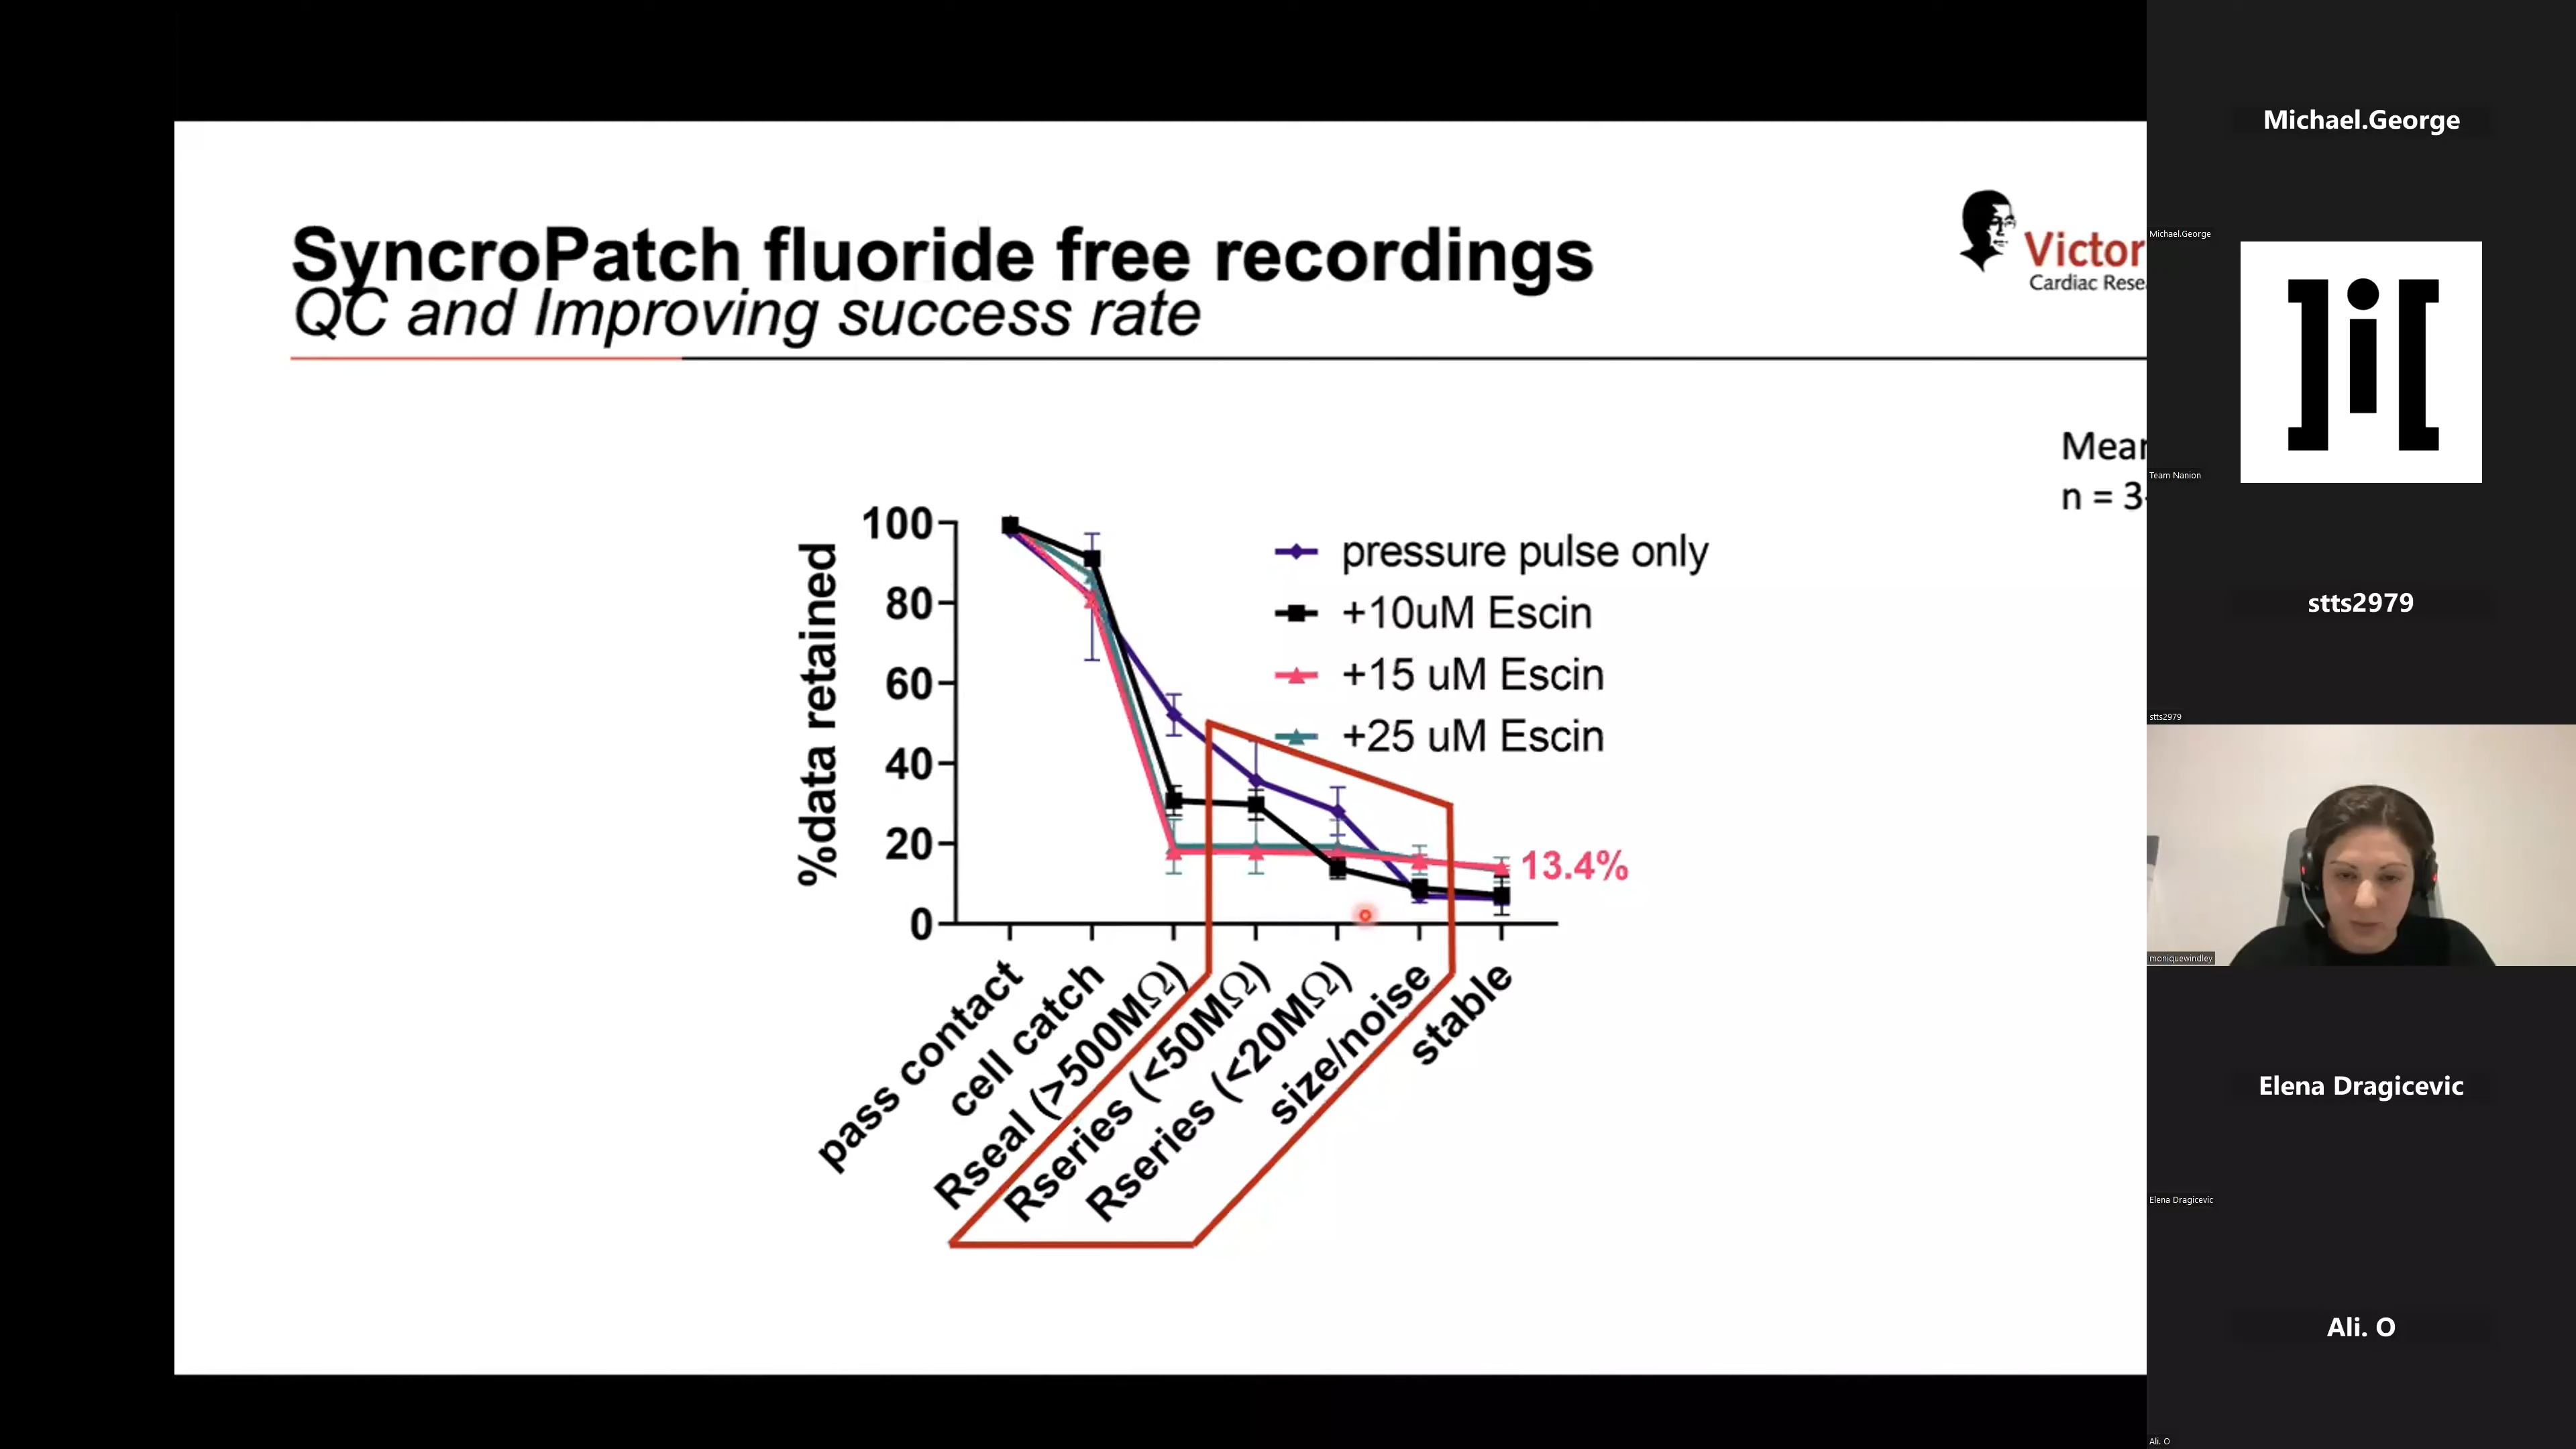 SyncroPatch fluoride free recordings
QC and Improving success rate
Victor
Cardiac Rese
Mean
n = 3-
%data retained
100
80
60
40
20
0
pressure pulse only
+10uM Escin
+15 uM Escin
+25 uM Escin
13.4%
pass contact
cell catch
Rseal (>500MΩ)
Rseries (<50MΩ)
Rseries (<20MΩ)
size/noise
stable
Michael.George
Michael.George
]i[
Team Nanion
stts2979
stts2979
moniquewindley
Elena Dragicevic
Elena Dragicevic
Ali. O
Ali. O